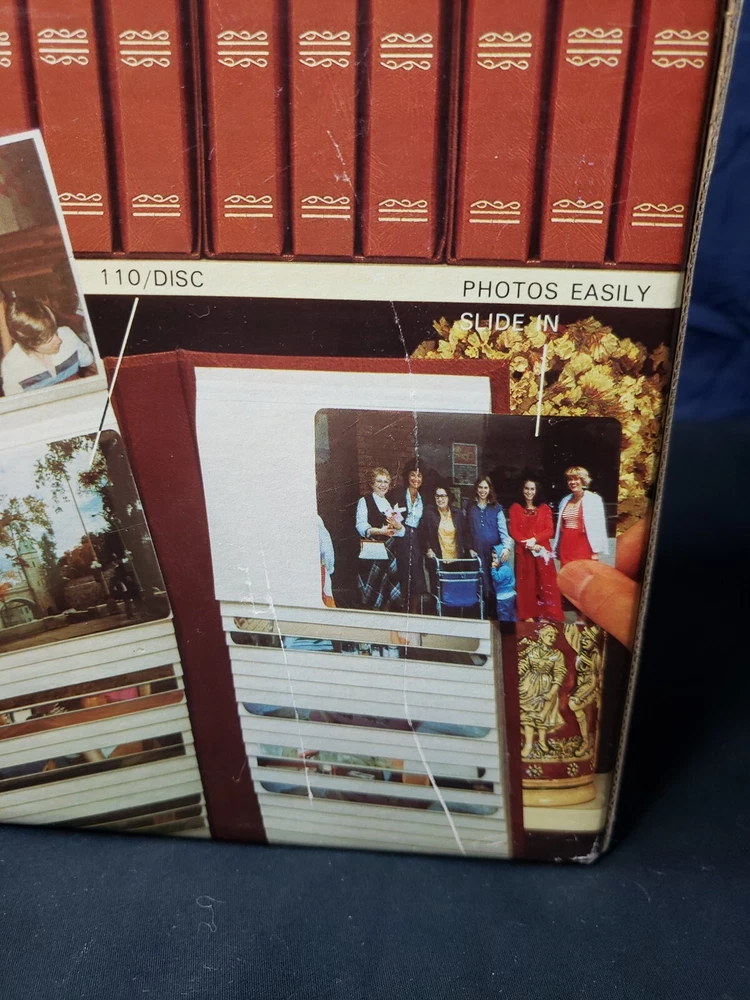 110/DISC
PHOTOS EASILY
SLIDE IN